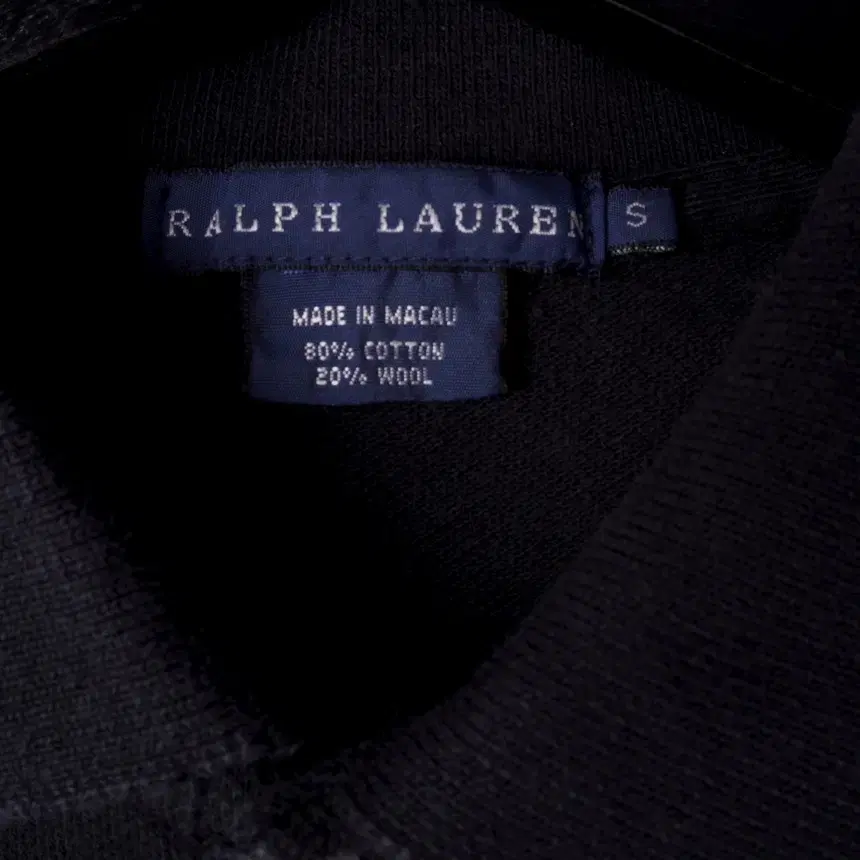 RALPH LAUREN
S
MADE IN MACAU
80% COTTON
20% WOOL